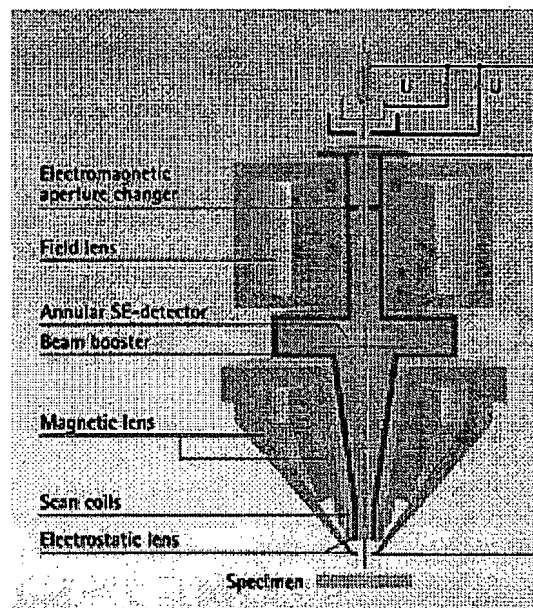 U
U
Electromagnetic
aperture changer
Field lens
Annular SE-detector
Beam booster
Magnetic lens
Scan coils
Electrostatic lens
Specimen